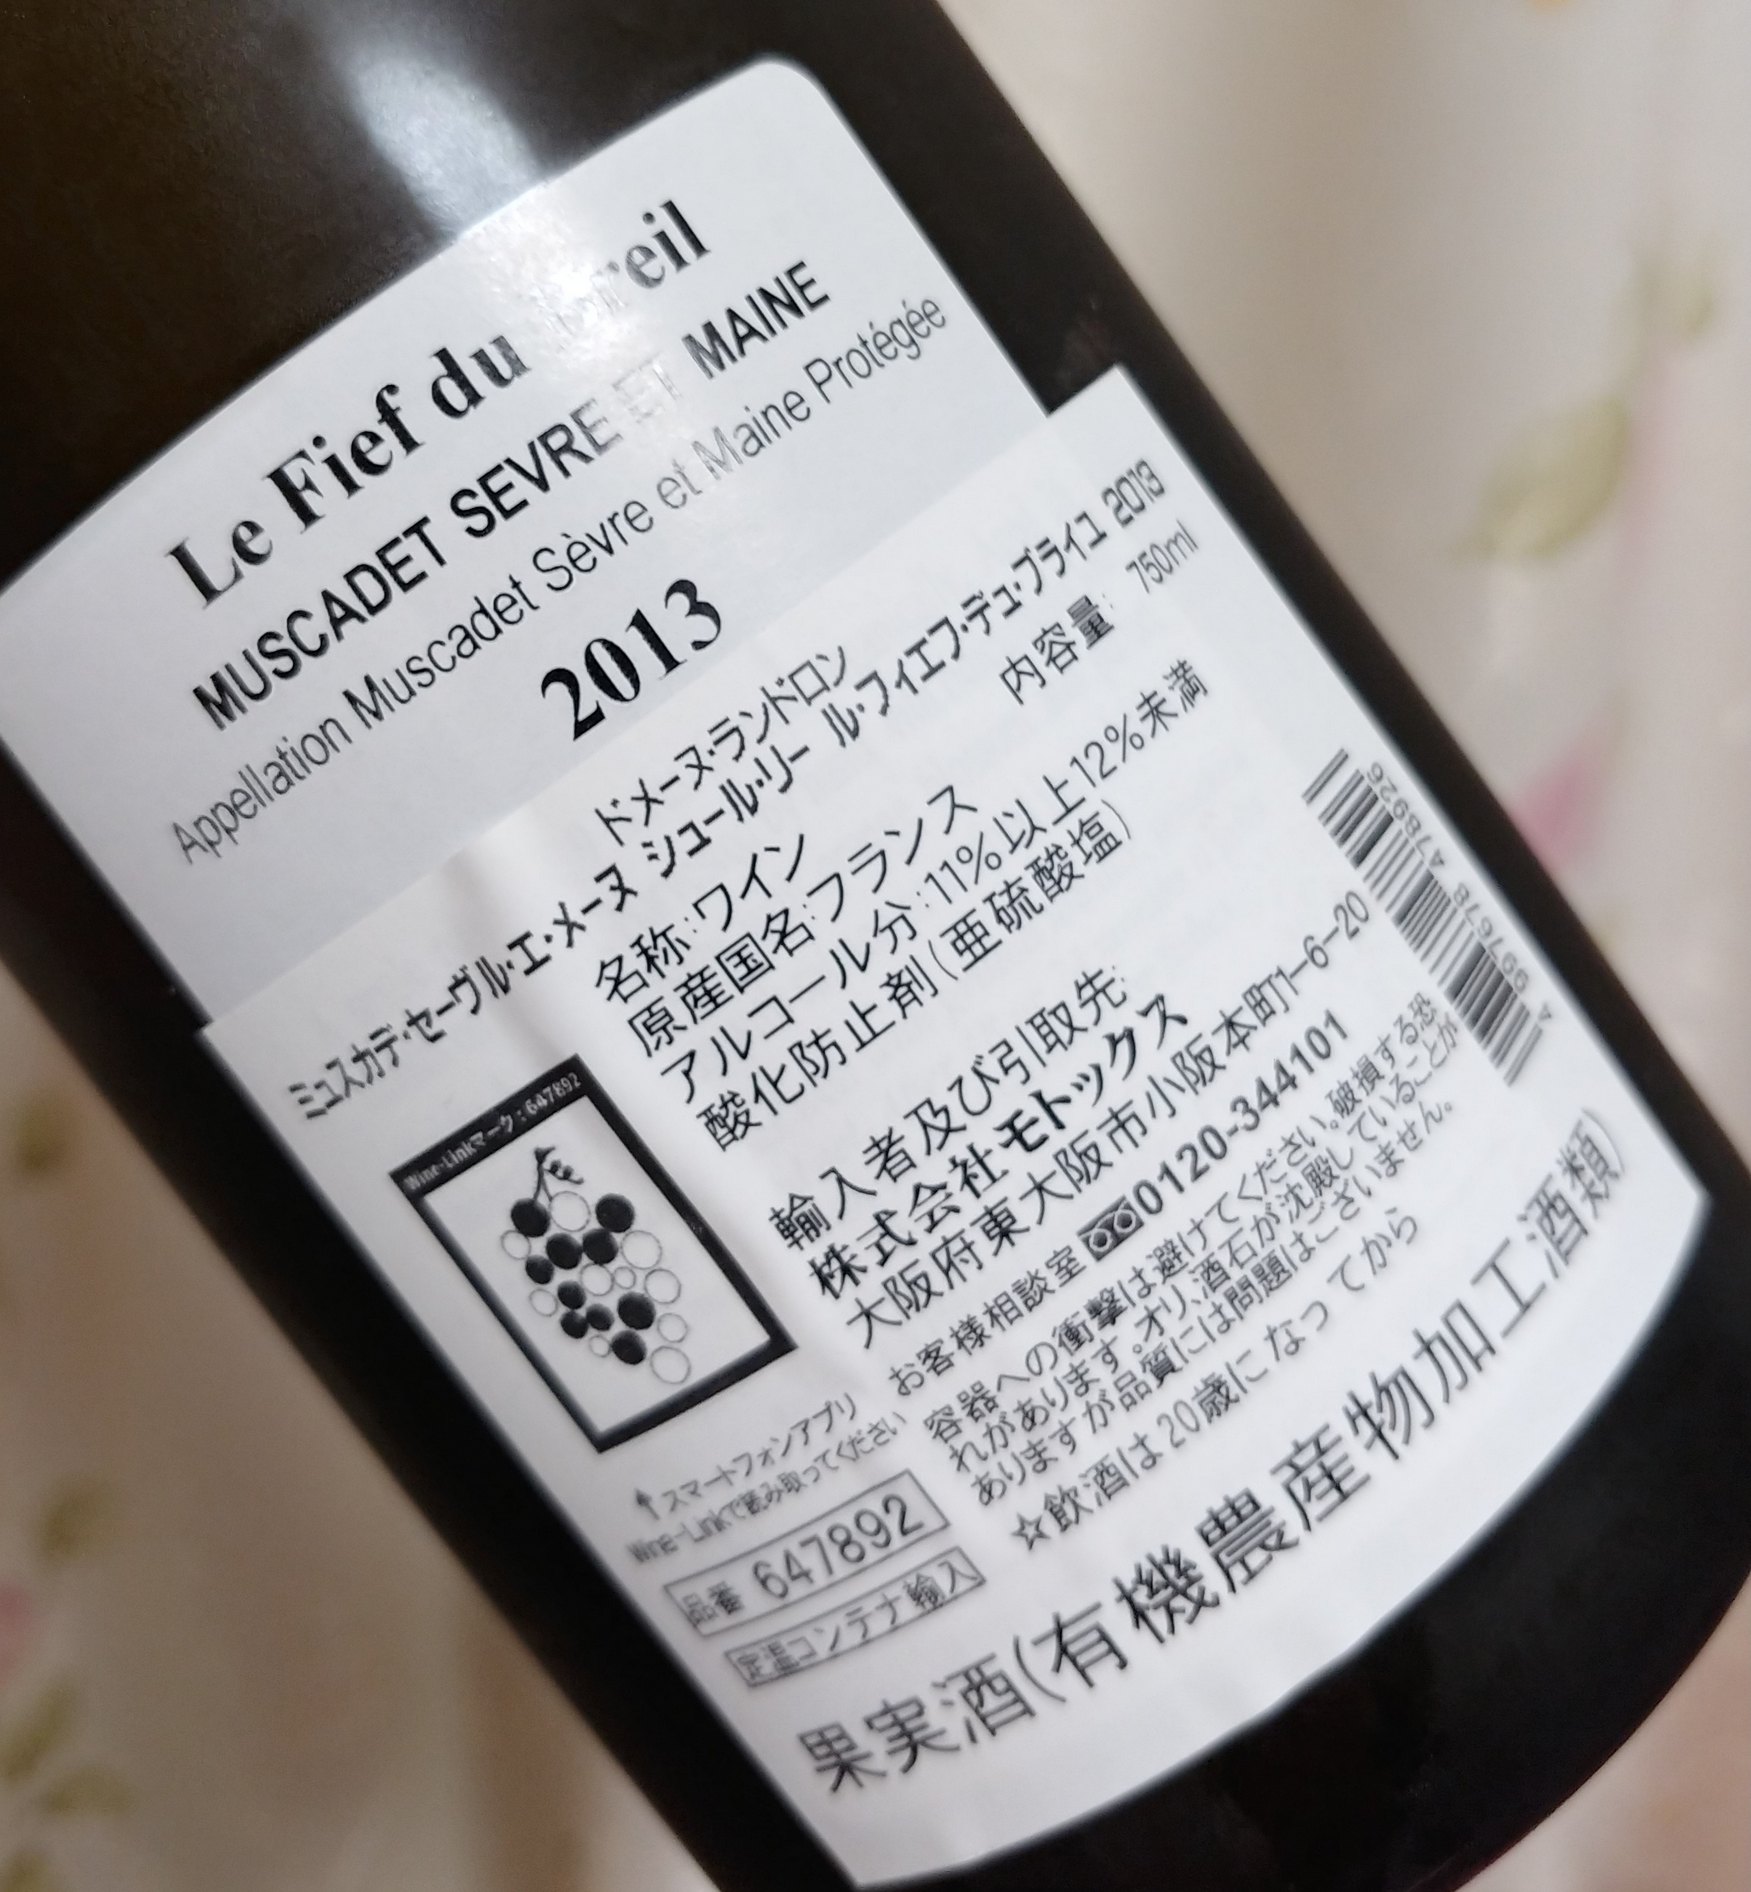 Le Fief du
MUSCADET SEVRE ET MAINE
Appellation Muscadet Sèvre et Maine Protégée
2013
ドメーヌ・ランドロン
ミュスカデ・セーヴル・エ・メーヌ シュール・リー ル・フィエフ・デュ・ブライユ 2013
内容量: 750ml
名称:ワイン
原産国名:フランス
アルコール分:11%以上12%未満
酸化防止剤(亜硫酸塩)
輸入者及び引取先:
株式会社モトックス
大阪府東大阪市小阪本町1-6-20
お客様相談室 0120-344101
容器への衝撃は避けてください。破損する恐
れがあります。オリ、酒石が沈殿していることが
ありますが品質には問題はございません。
☆飲酒は20歳になってから
Wine-Linkマーク:647892
↑スマートフォンアプリ
Wine-Linkで読み取ってください
品番 647892
定温コンテナ輸入
4 997678 478926
果実酒(有機農産物加工酒類)